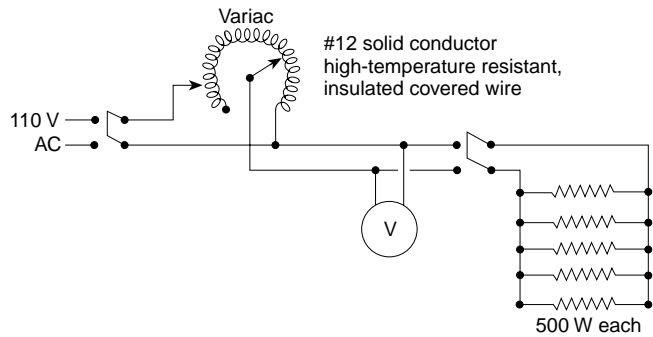 Variac
#12 solid conductor
high-temperature resistant,
insulated covered wire
110 V
AC
V
500 W each